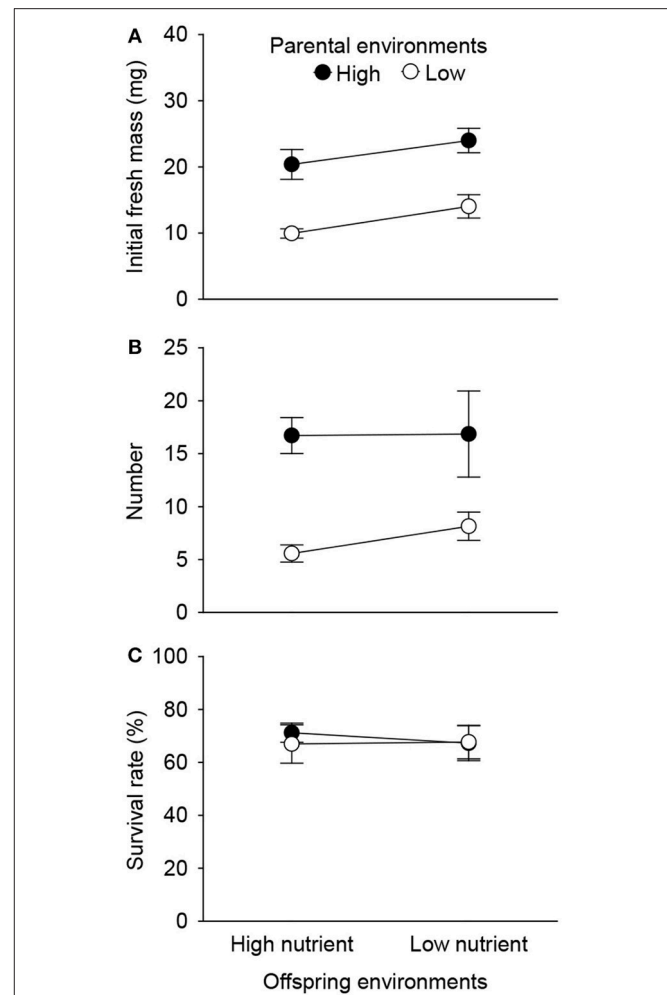 A
Initial fresh mass (mg)
40
30
20
10
0
Parental environments
High Low
B
Number
25
20
15
10
5
0
C
Survival rate (%)
100
80
60
40
20
0
High nutrient Low nutrient
Offspring environments